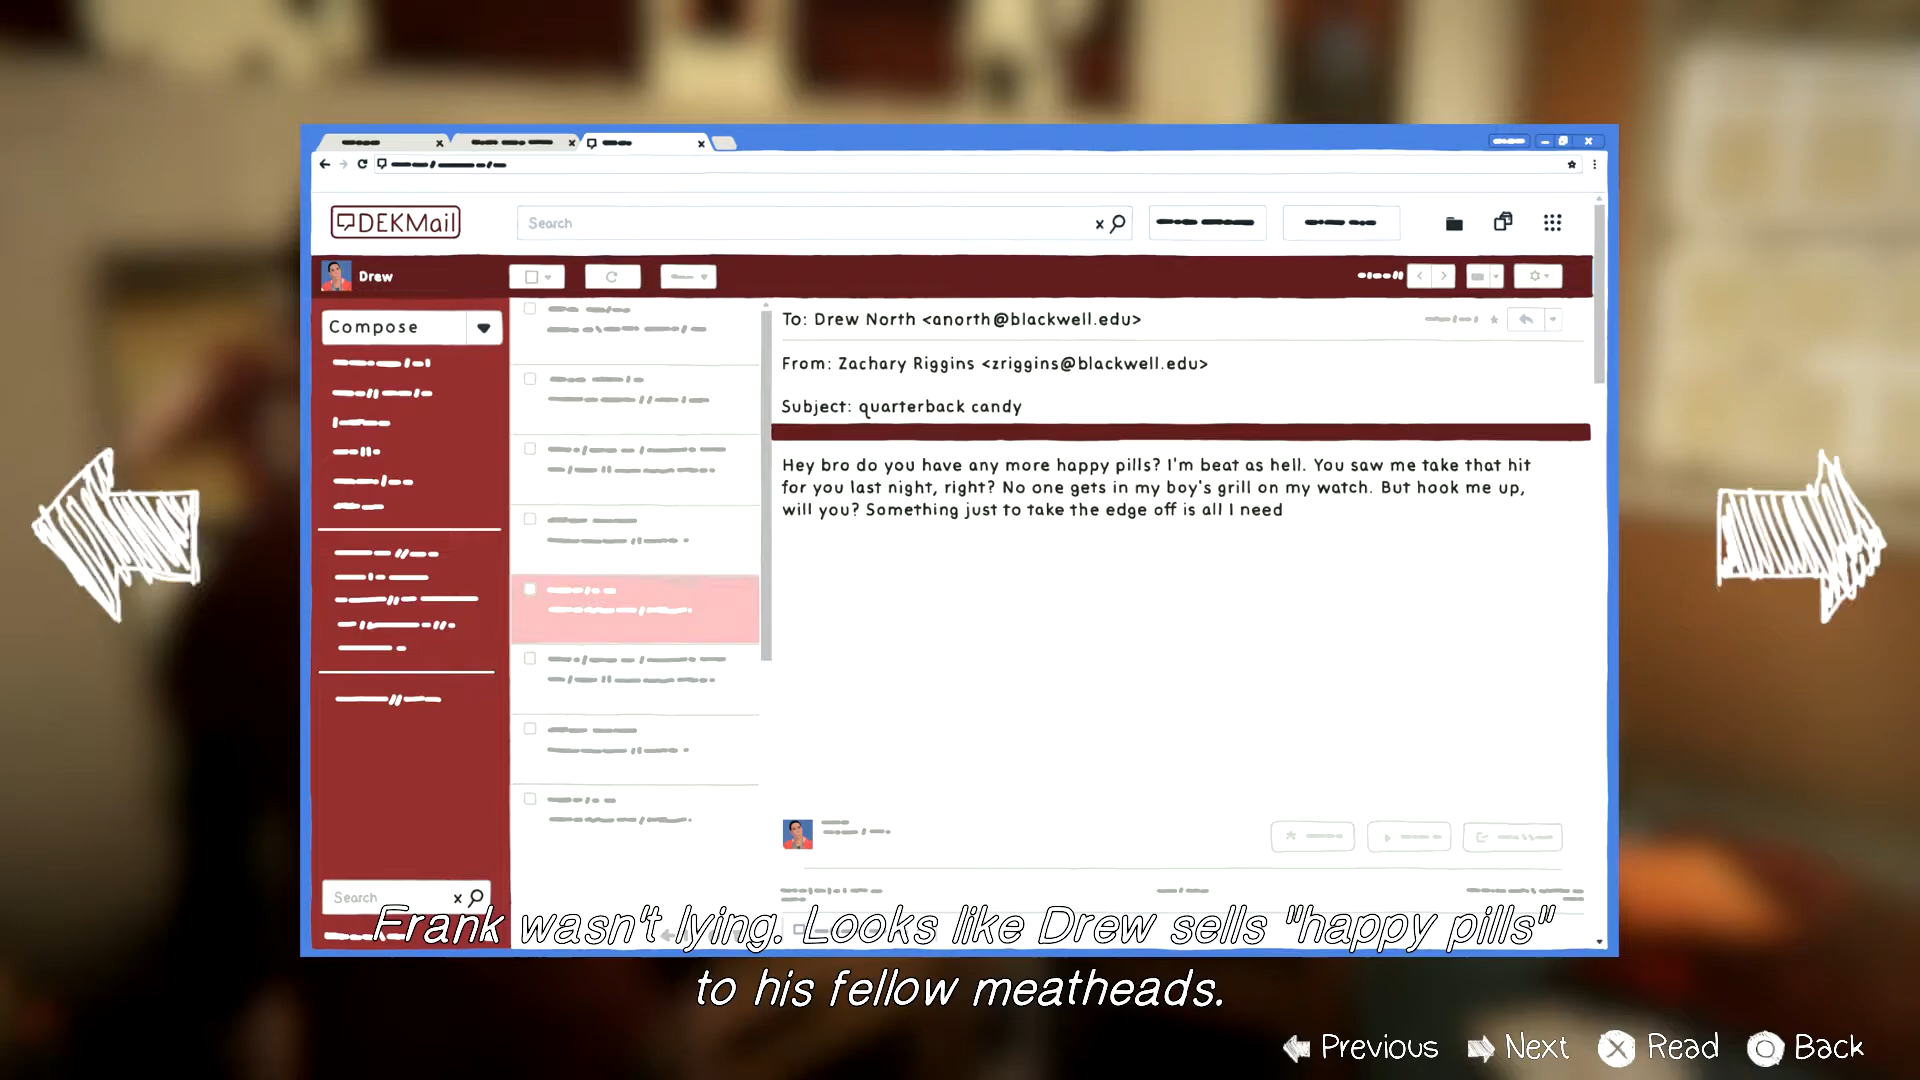 DEKMail
Search
Drew
Compose
To: Drew North <anorth@blackwell.edu>
From: Zachary Riggins <zriggins@blackwell.edu>
Subject: quarterback candy
Hey bro do you have any more happy pills? I'm beat as hell. You saw me take that hit
for you last night, right? No one gets in my boy's grill on my watch. But hook me up,
will you? Something just to take the edge off is all I need
Search
Frank wasn't lying. Looks like Drew sells "happy pills"
to his fellow meatheads.
Previous Next Read Back